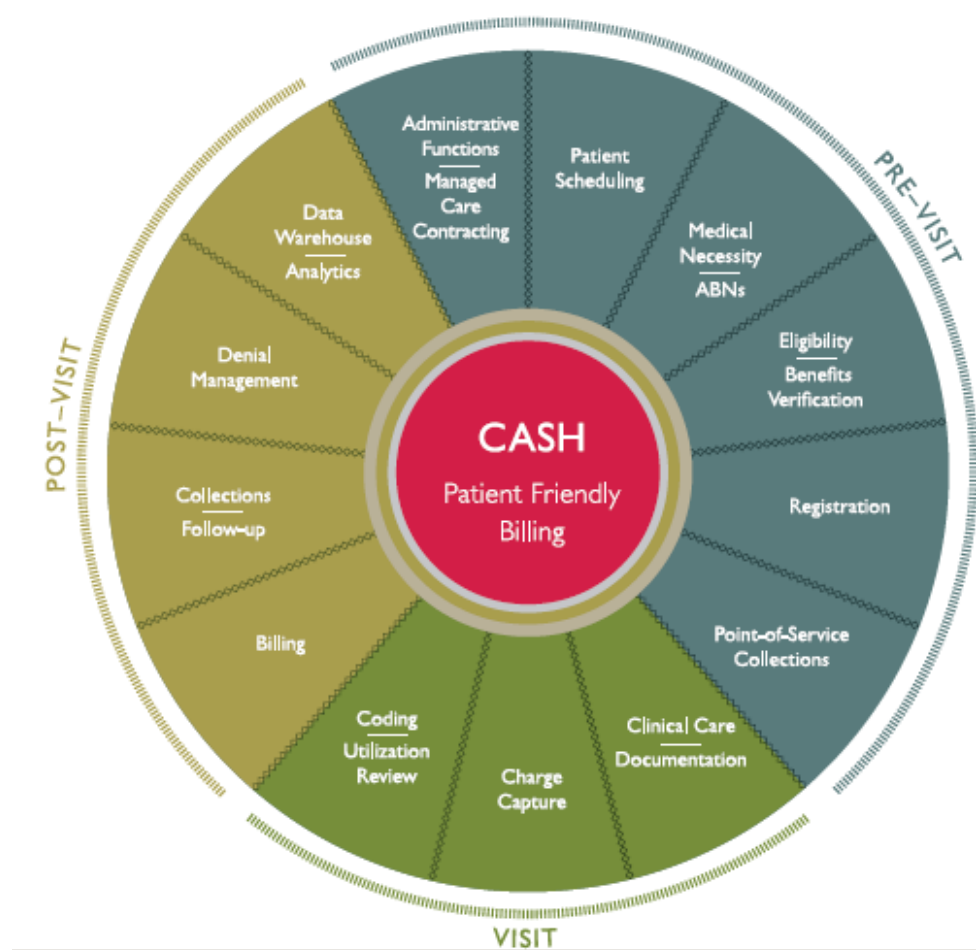 Administrative
Functions
Managed
Care
Contracting
Patient
Scheduling
Medical
Necessity
ABNs
Eligibility
Benefits
Verification
Registration
Point-of-Service
Collections
PRE-VISIT
Clinical Care
Documentation
Charge
Capture
Coding
Utilization
Review
VISIT
Billing
Collections
Follow-up
Denial
Management
Data
Warehouse
Analytics
POST-VISIT
CASH
Patient Friendly
Billing